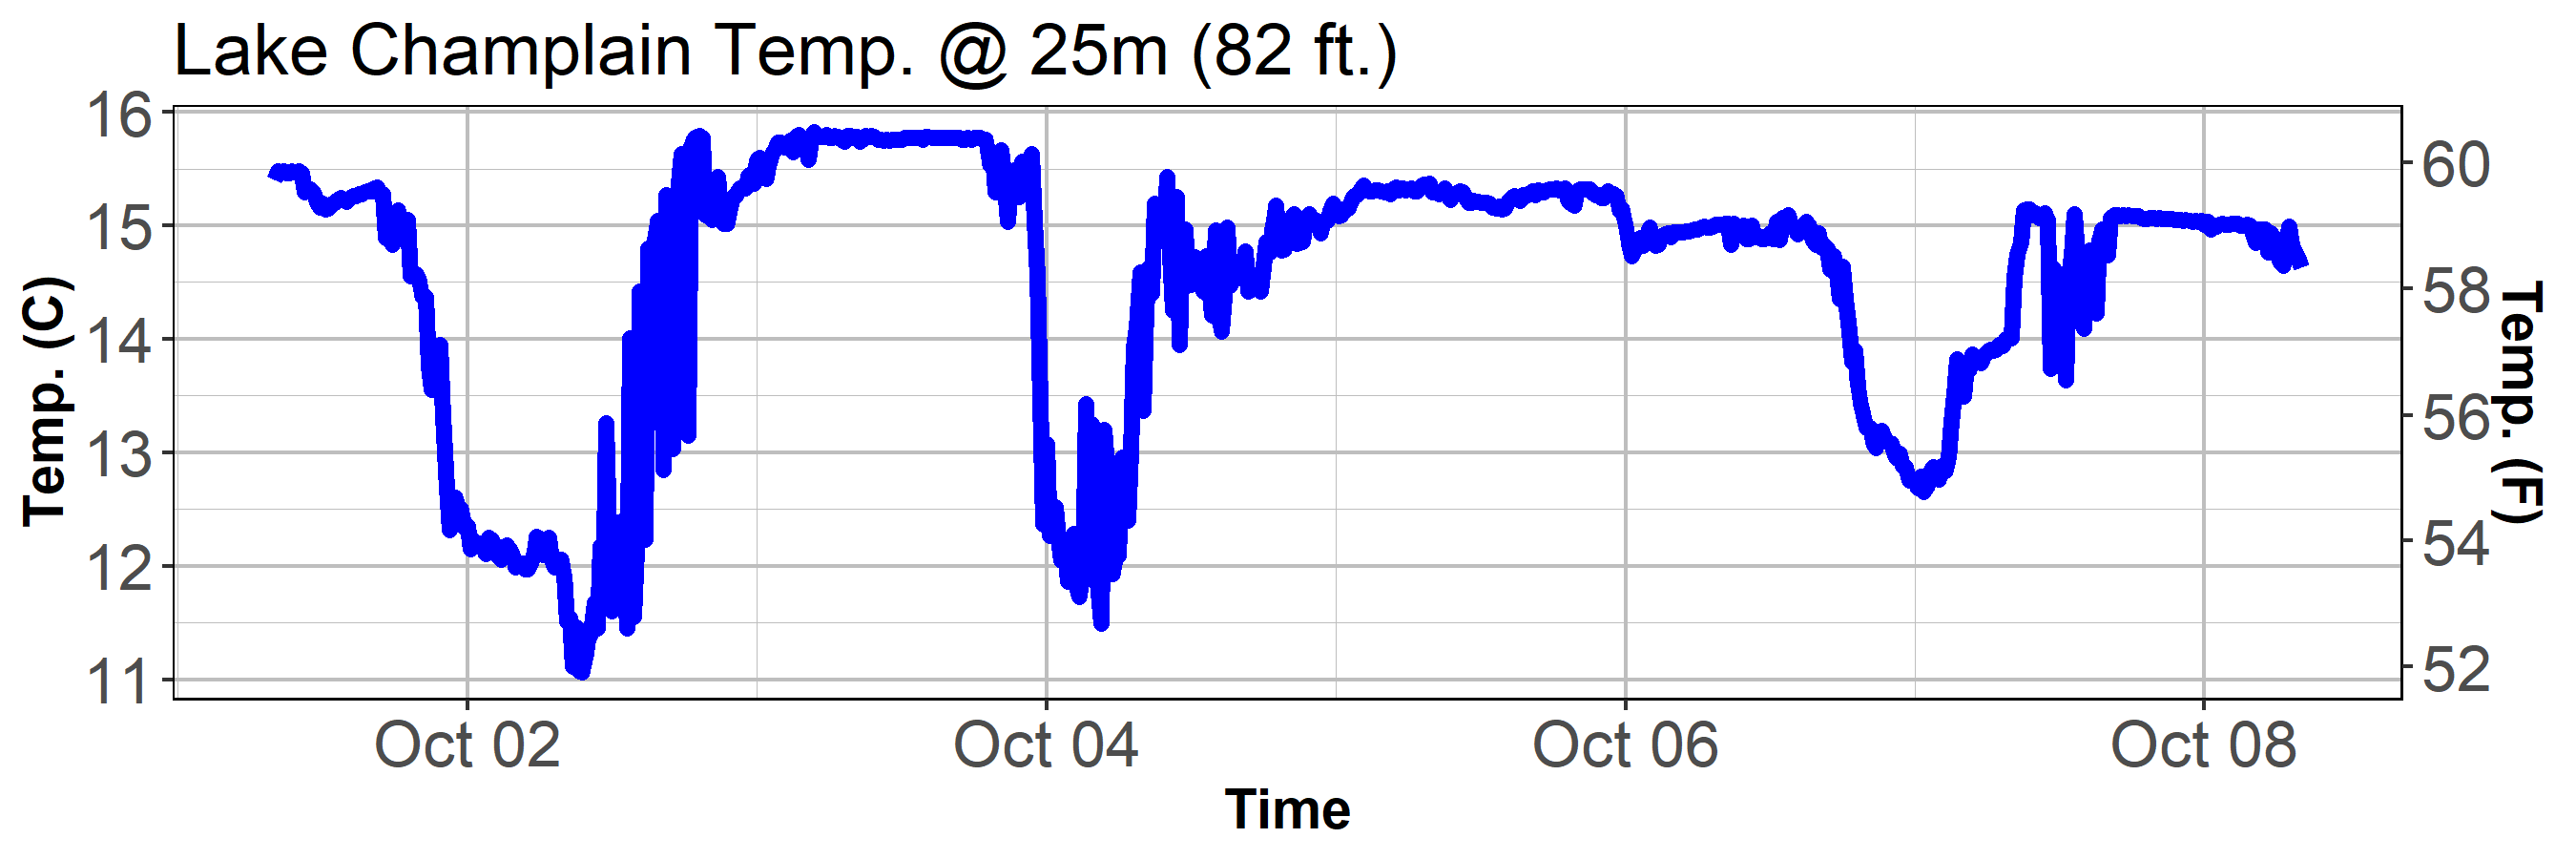 Lake Champlain Temp. @ 25m (82 ft.)
16
15
14
13
12
11
Temp. (C)
60
58
56
54
52
Temp. (F)
Oct 02 Oct 04 Oct 06 Oct 08
Time